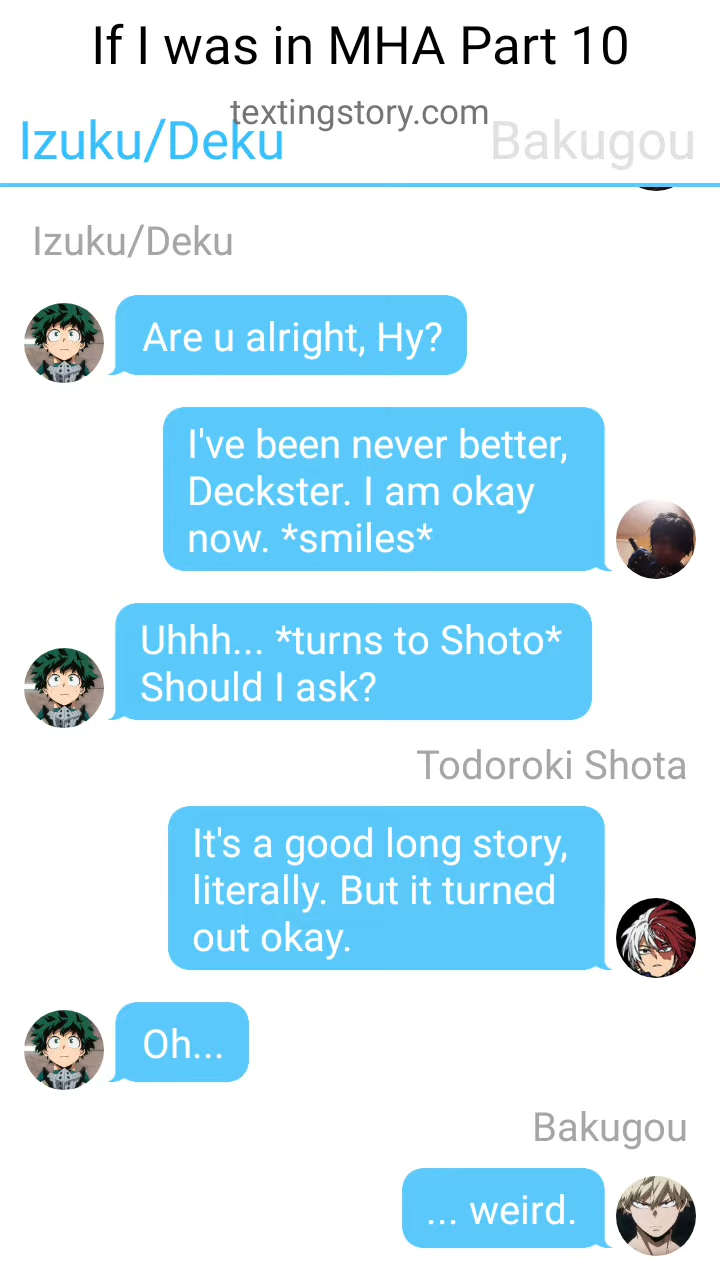 If I was in MHA Part 10
textingstory.com
Izuku/Deku
Bakugou
Izuku/Deku
Are u alright, Hy?
I've been never better,
Deckster. I am okay
now. *smiles*
Uhhh... *turns to Shoto*
Should I ask?
Todoroki Shota
It's a good long story,
literally. But it turned
out okay.
Oh...
Bakugou
... weird.